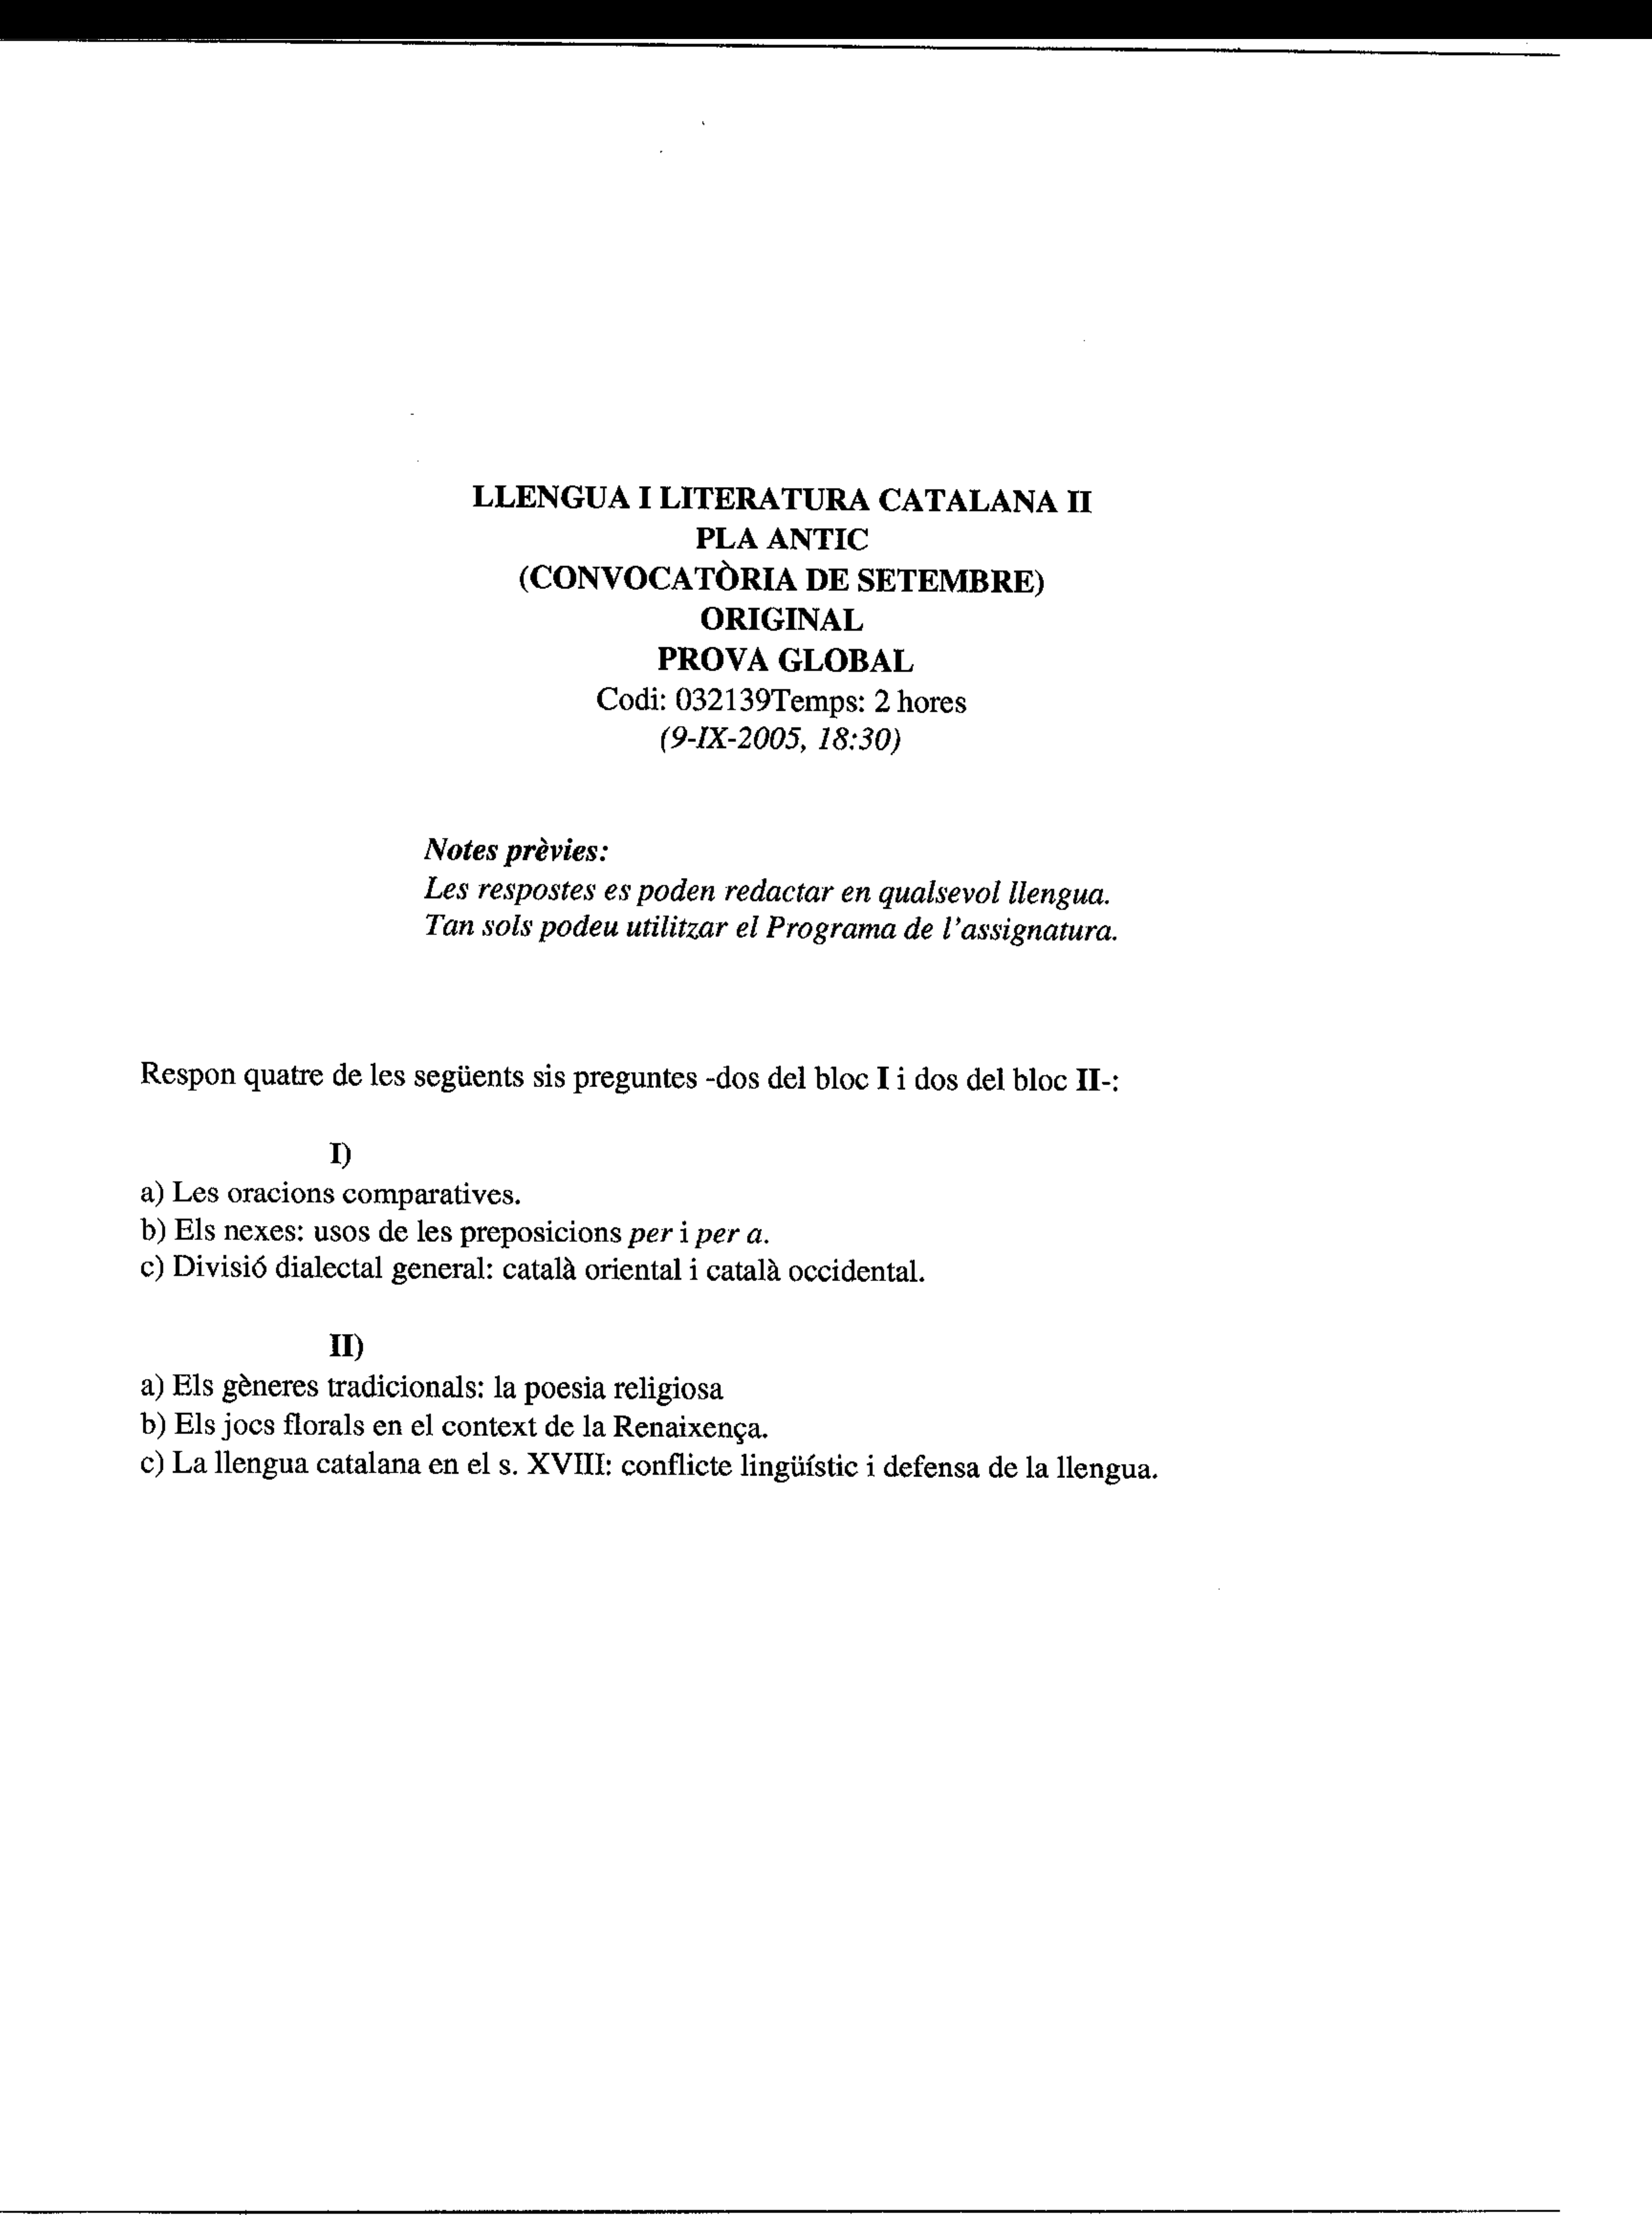 LLENGUA I LITERATURA CATALANA II
PLA ANTIC
(CONVOCATÒRIA DE SETEMBRE)
ORIGINAL
PROVA GLOBAL
Codi: 032139Temps: 2 hores
(9-IX-2005, 18:30)
Notes prèvies:
Les respostes es poden redactar en qualsevol llengua.
Tan sols podeu utilitzar el Programa de l'assignatura.
Respon quatre de les següents sis preguntes -dos del bloc I i dos del bloc II-:
I)
a) Les oracions comparatives.
b) Els nexes: usos de les preposicions per i per a.
c) Divisió dialectal general: català oriental i català occidental.
II)
a) Els gèneres tradicionals: la poesia religiosa
b) Els jocs florals en el context de la Renaixença.
c) La llengua catalana en el s. XVIII: conflicte lingüístic i defensa de la llengua.